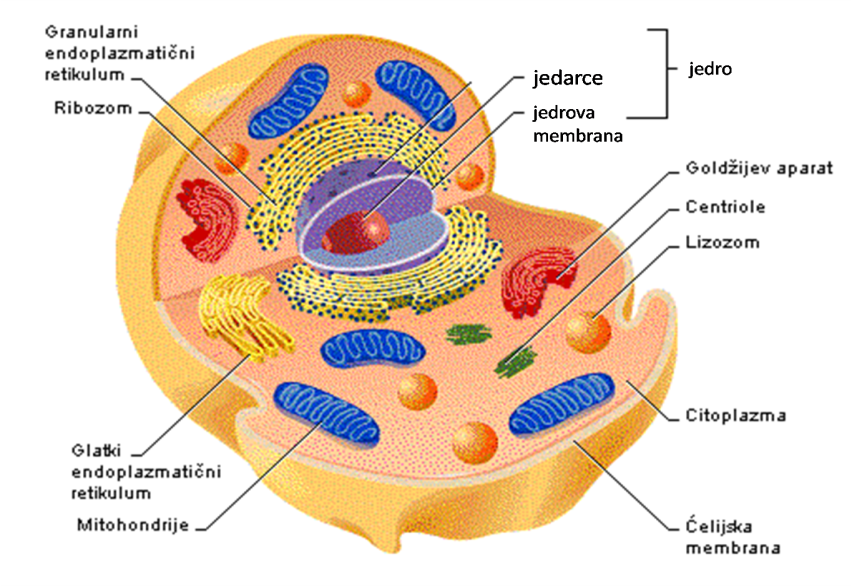 Granularni
endoplazmatični
retikulum
Ribozom
jedarce
jedrova
membrana
jedro
Goldžijev aparat
Centriole
Lizozom
Citoplazma
Ćelijska
membrana
Glatki
endoplazmatični
retikulum
Mitohondrije